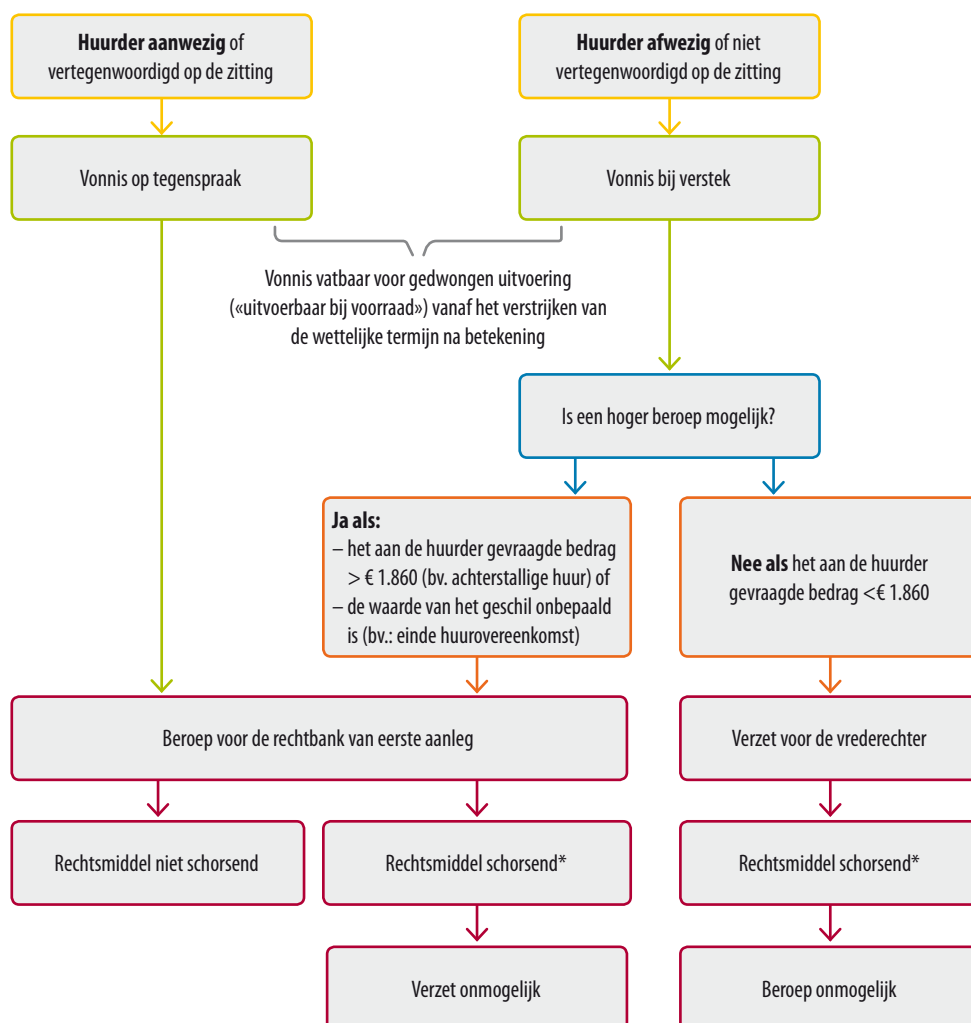 Huurder aanwezig of
vertegenwoordigd op de zitting
Huurder afwezig of niet
vertegenwoordigd op de zitting
Vonnis op tegenspraak
Vonnis bij verstek
Vonnis vatbaar voor gedwongen uitvoering
(«uitvoerbaar bij voorraad») vanaf het verstrijken van
de wettelijke termijn na betekening
Is een hoger beroep mogelijk?
Ja als:
– het aan de huurder gevraagde bedrag
> € 1.860 (bv. achterstallige huur) of
– de waarde van het geschil onbepaald
is (bv.: einde huurovereenkomst)
Nee als het aan de huurder
gevraagde bedrag <€ 1.860
Beroep voor de rechtbank van eerste aanleg
Verzet voor de vrederechter
Rechtsmiddel niet schorsend
Rechtsmiddel schorsend*
Rechtsmiddel schorsend*
Verzet onmogelijk
Beroep onmogelijk